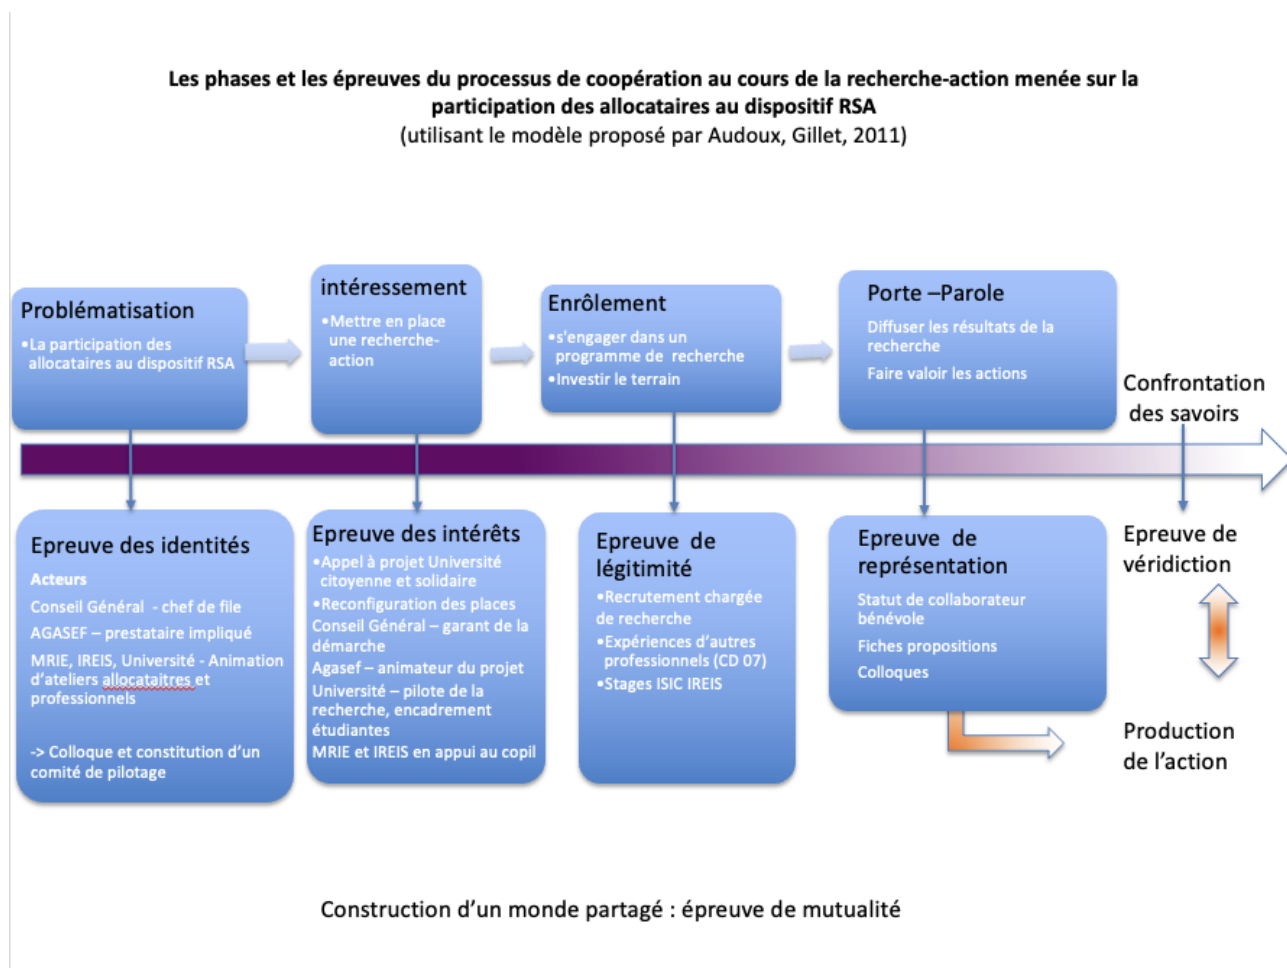 Les phases et les épreuves du processus de coopération au cours de la recherche-action menée sur la
participation des allocataires au dispositif RSA
(utilisant le modèle proposé par Audoux, Gillet, 2011)
Problématisation
•La participation des
allocataires au dispositif RSA
intéressement
•Mettre en place
une recherche-
action
Enrôlement
•s'engager dans un
programme de recherche
•Investir le terrain
Porte –Parole
Diffuser les résultats de la
recherche
Faire valoir les actions
Confrontation
des savoirs
Epreuve des identités
Acteurs
Conseil Général - chef de file
AGASEF – prestataire impliqué
MRIE, IREIS, Université - Animation
d'ateliers allocataitres et
professionnels
-> Colloque et constitution d'un
comité de pilotage
Epreuve des intérêts
•Appel à projet Université
citoyenne et solidaire
•Reconfiguration des places
Conseil Général – garant de la
démarche
Agasef – animateur du projet
Université – pilote de la
recherche, encadrement
étudiantes
MRIE et IREIS en appui au copil
Epreuve de
légitimité
•Recrutement chargée
de recherche
•Expériences d'autres
professionnels (CD 07)
•Stages ISIC IREIS
Epreuve de
représentation
Statut de collaborateur
bénévole
Fiches propositions
Colloques
Epreuve de
véridiction
Production
de l'action
Construction d'un monde partagé : épreuve de mutualité